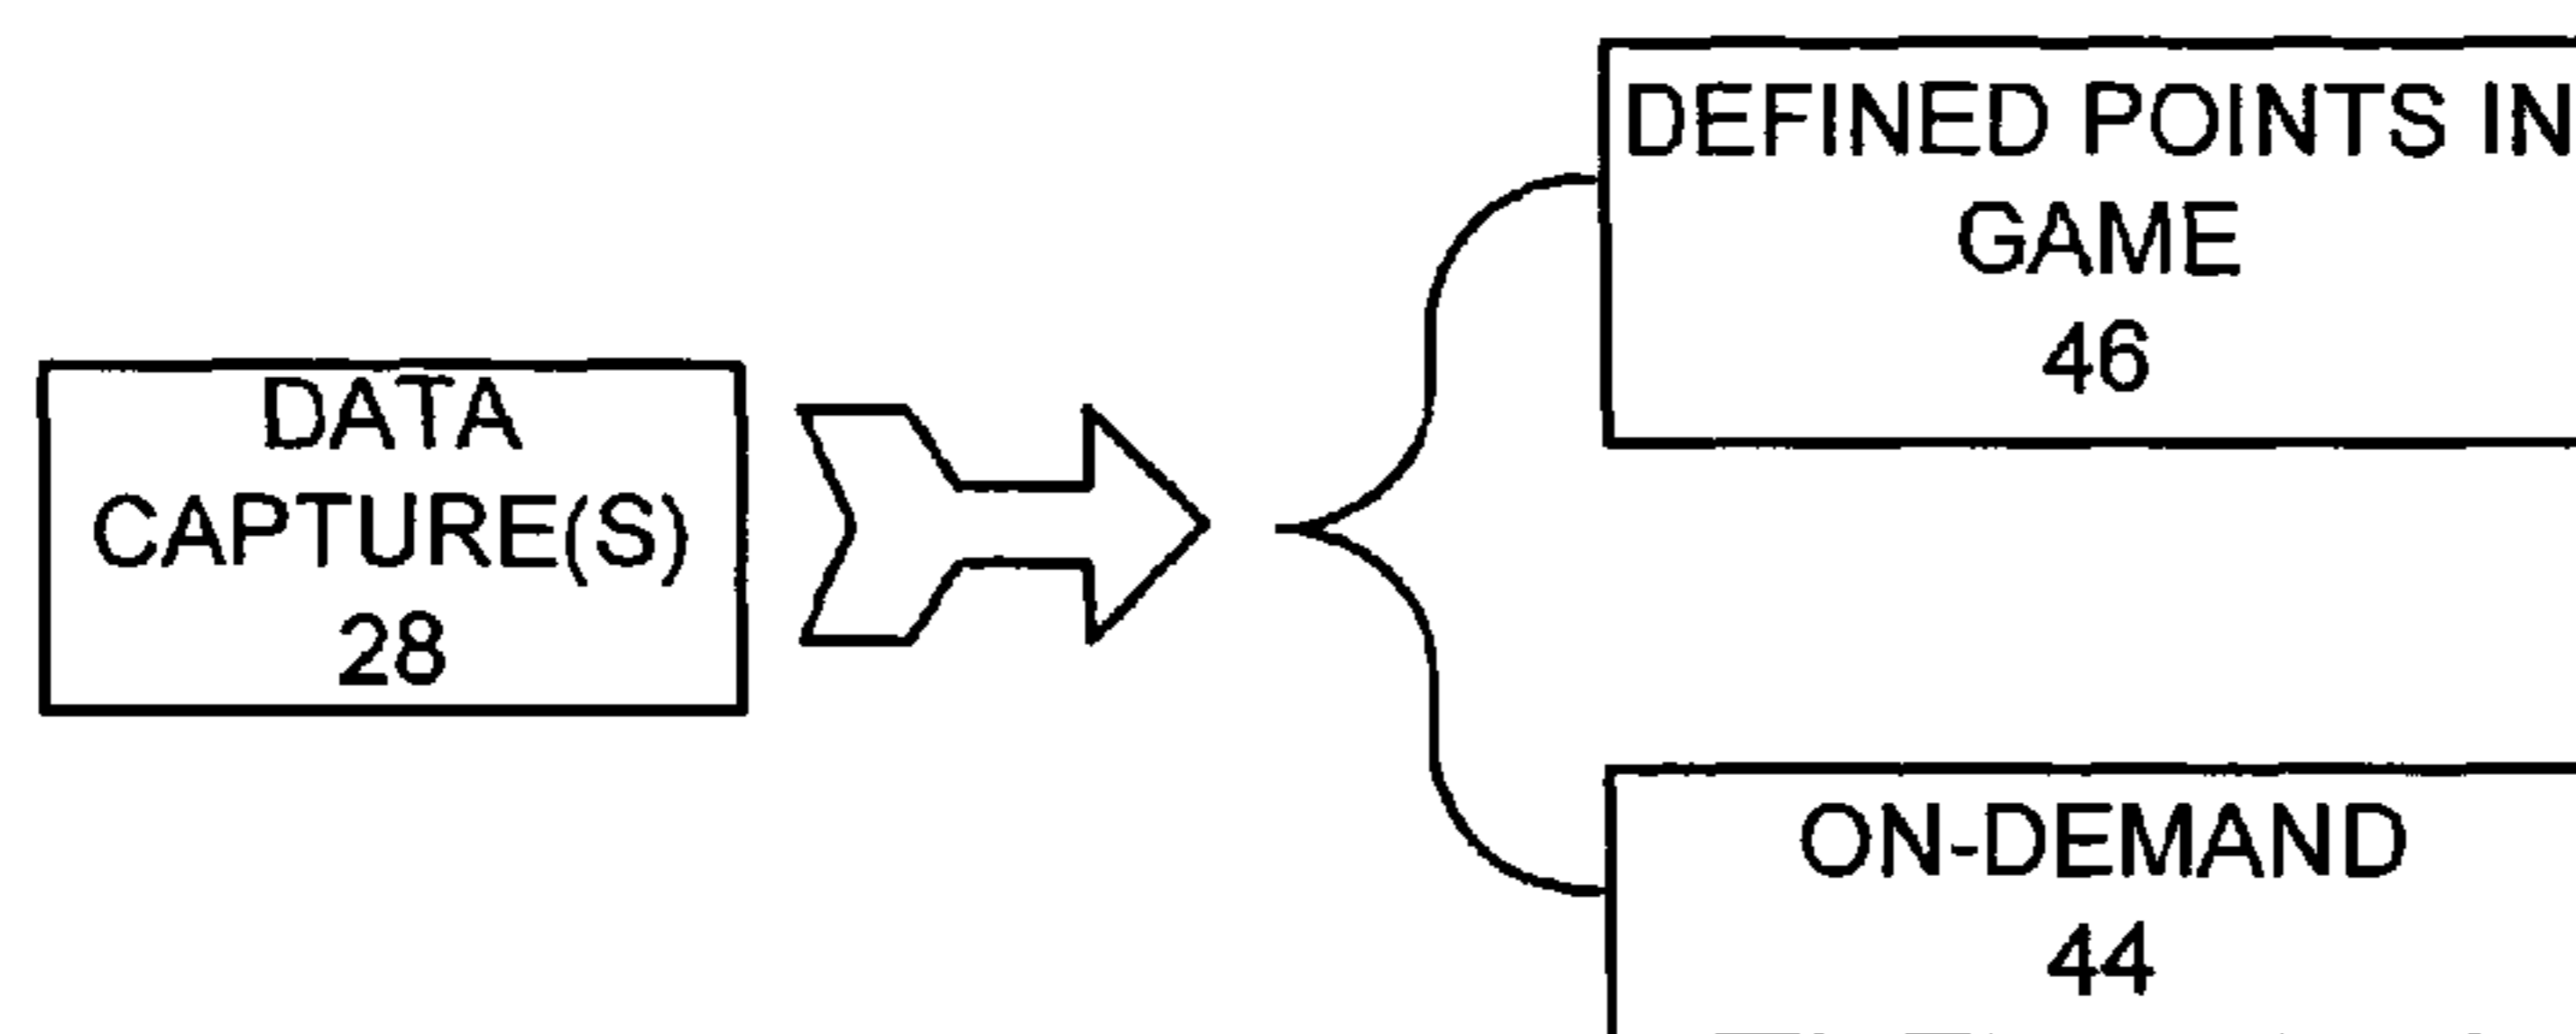 DEFINED POINTS IN
GAME
46
DATA
CAPTURE(S)
28
ON-DEMAND
44